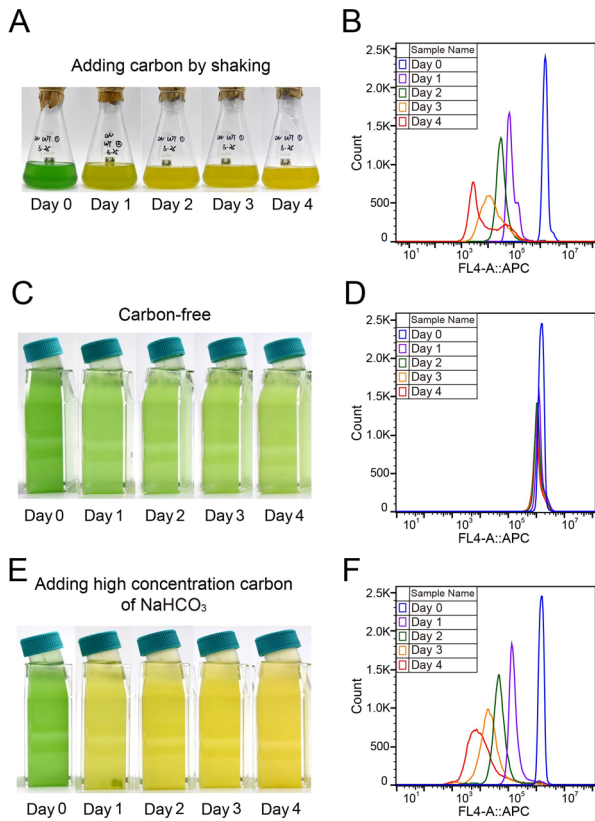 A
Adding carbon by shaking
Day 0 Day 1 Day 2 Day 3 Day 4
B
2.5K
2.0K
1.5K
1.0K
500
0
Count
Sample Name
Day 0
Day 1
Day 2
Day 3
Day 4
10¹ 10³ 10⁵ 10⁷
FL4-A::APC
C
Carbon-free
Day 0 Day 1 Day 2 Day 3 Day 4
D
2.5K
2.0K
1.5K
1.0K
500
0
Count
Sample Name
Day 0
Day 1
Day 2
Day 3
Day 4
10¹ 10³ 10⁵ 10⁷
FL4-A::APC
E
Adding high concentration carbon
of NaHCO₃
Day 0 Day 1 Day 2 Day 3 Day 4
F
2.5K
2.0K
1.5K
1.0K
500
0
Count
Sample Name
Day 0
Day 1
Day 2
Day 3
Day 4
10¹ 10³ 10⁵ 10⁷
FL4-A::APC